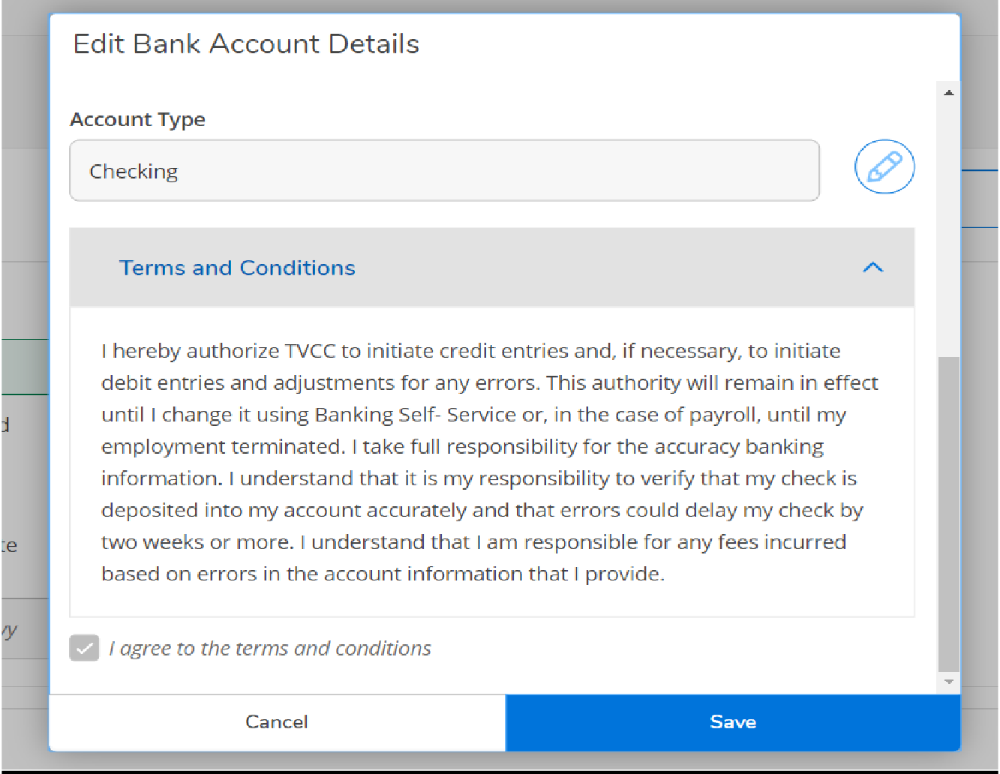 Edit Bank Account Details
Account Type
Checking
Terms and Conditions
I hereby authorize TVCC to initiate credit entries and, if necessary, to initiate
debit entries and adjustments for any errors. This authority will remain in effect
until I change it using Banking Self- Service or, in the case of payroll, until my
employment terminated. I take full responsibility for the accuracy banking
information. I understand that it is my responsibility to verify that my check is
deposited into my account accurately and that errors could delay my check by
two weeks or more. I understand that I am responsible for any fees incurred
based on errors in the account information that I provide.
I agree to the terms and conditions
Cancel
Save